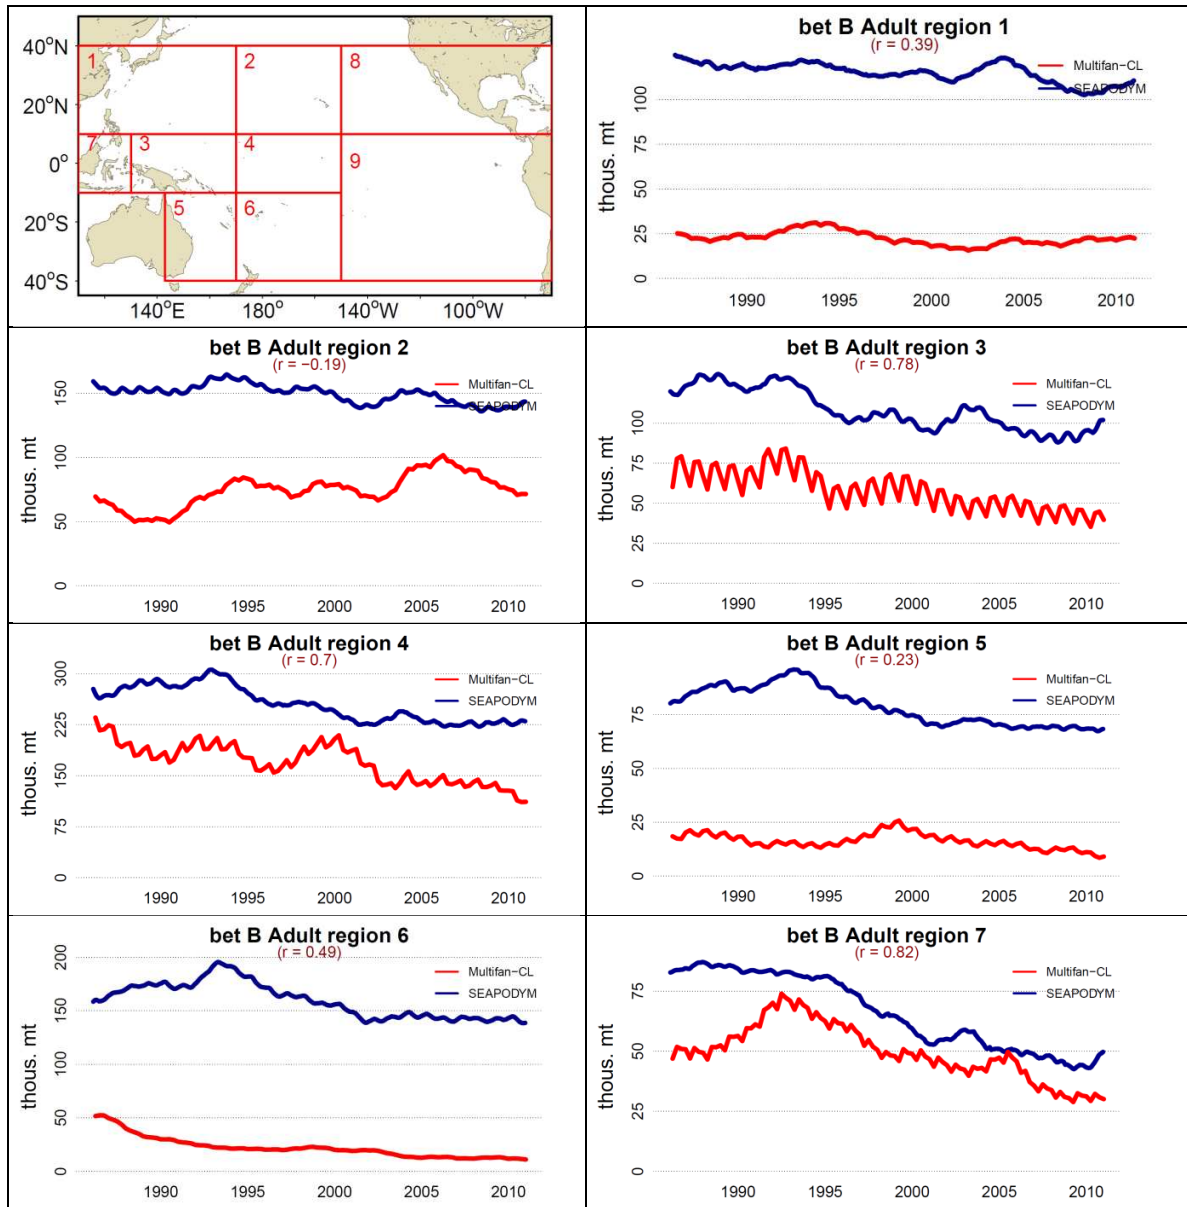 40°N
20°N
0°
20°S
40°S
1
2
8
7
3
4
9
5
6
140°E
180°
140°W
100°W
bet B Adult region 1
(r = 0.39)
Multifan−CL
SEAPODYM
thous. mt
100
75
50
25
0
1990 1995 2000 2005 2010
bet B Adult region 2
(r = −0.19)
Multifan−CL
SEAPODYM
thous. mt
150
100
50
0
1990 1995 2000 2005 2010
bet B Adult region 3
(r = 0.78)
Multifan−CL
SEAPODYM
thous. mt
100
75
50
25
0
1990 1995 2000 2005 2010
bet B Adult region 4
(r = 0.7)
Multifan−CL
SEAPODYM
thous. mt
300
225
150
75
0
1990 1995 2000 2005 2010
bet B Adult region 5
(r = 0.23)
Multifan−CL
SEAPODYM
thous. mt
75
50
25
0
1990 1995 2000 2005 2010
bet B Adult region 6
(r = 0.49)
Multifan−CL
SEAPODYM
thous. mt
200
150
100
50
0
1990 1995 2000 2005 2010
bet B Adult region 7
(r = 0.82)
Multifan−CL
SEAPODYM
thous. mt
75
50
25
0
1990 1995 2000 2005 2010